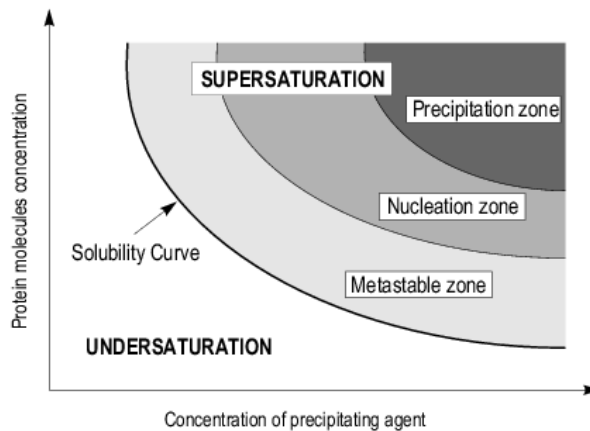 Protein molecules concentration
SUPERSATURATION
Precipitation zone
Nucleation zone
Solubility Curve
Metastable zone
UNDERSATURATION
Concentration of precipitating agent